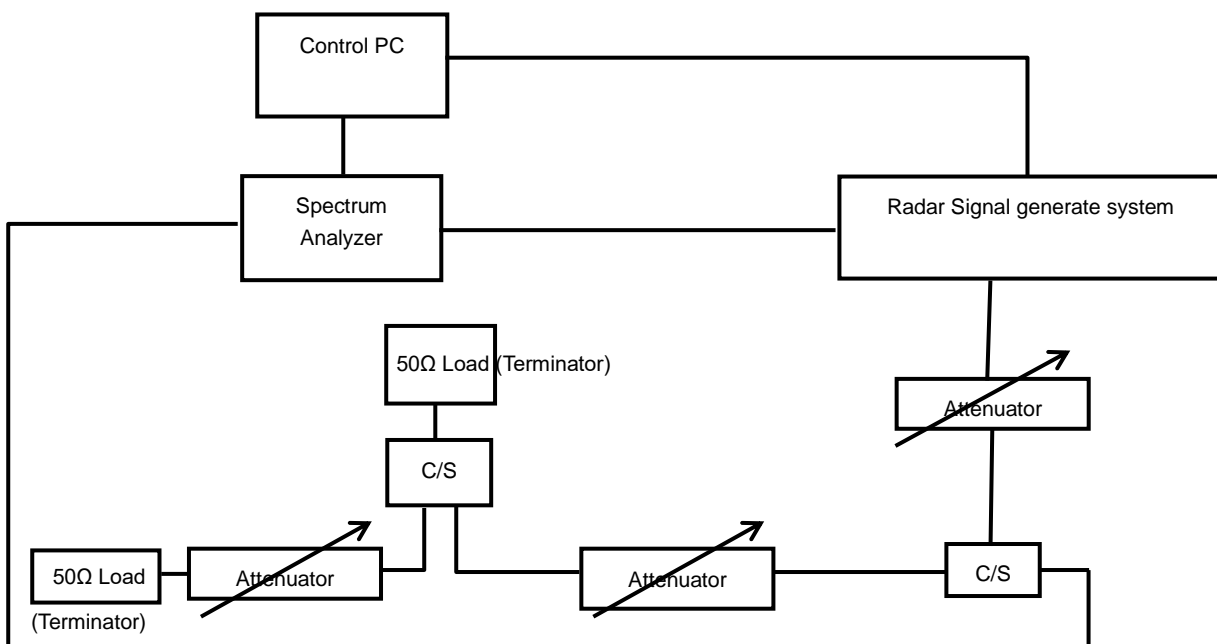 Control PC
Spectrum
Analyzer
Radar Signal generate system
50Ω Load (Terminator)
Attenuator
C/S
50Ω Load
(Terminator)
Attenuator
Attenuator
C/S